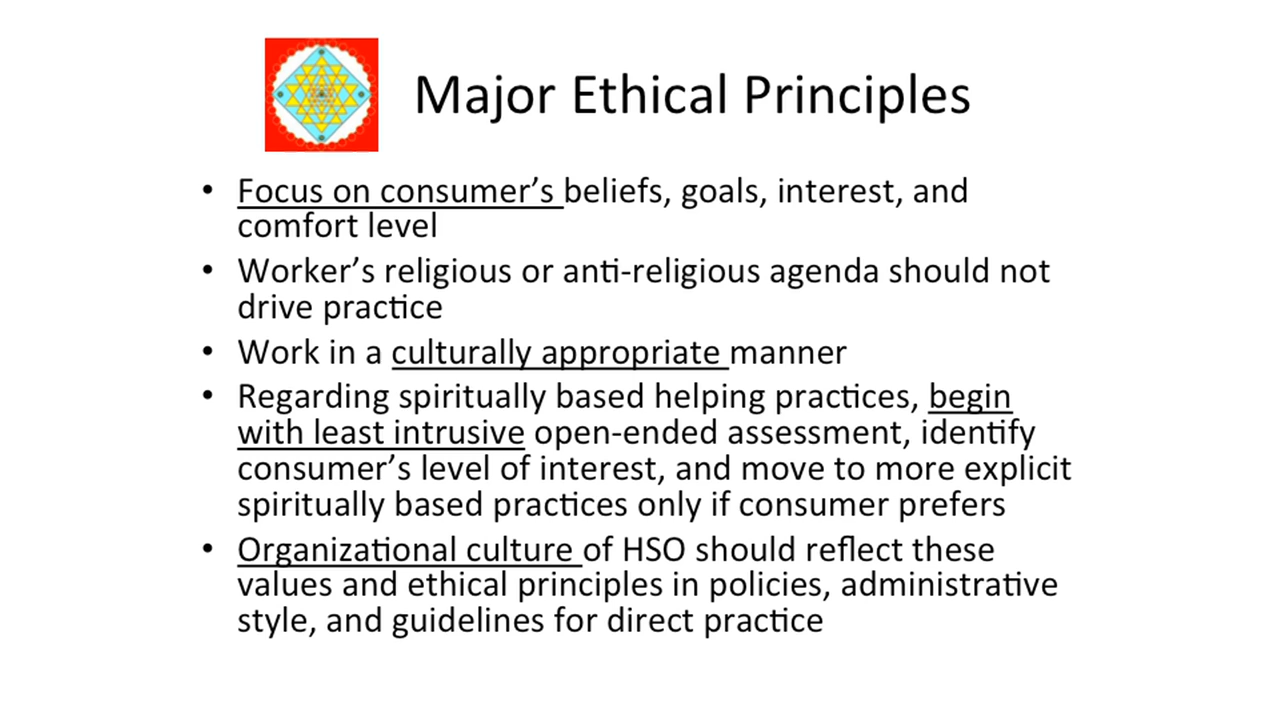 Major Ethical Principles
• Focus on consumer’s beliefs, goals, interest, and
comfort level
• Worker’s religious or anti-religious agenda should not
drive practice
• Work in a culturally appropriate manner
• Regarding spiritually based helping practices, begin
with least intrusive open-ended assessment, identify
consumer’s level of interest, and move to more explicit
spiritually based practices only if consumer prefers
• Organizational culture of HSO should reflect these
values and ethical principles in policies, administrative
style, and guidelines for direct practice